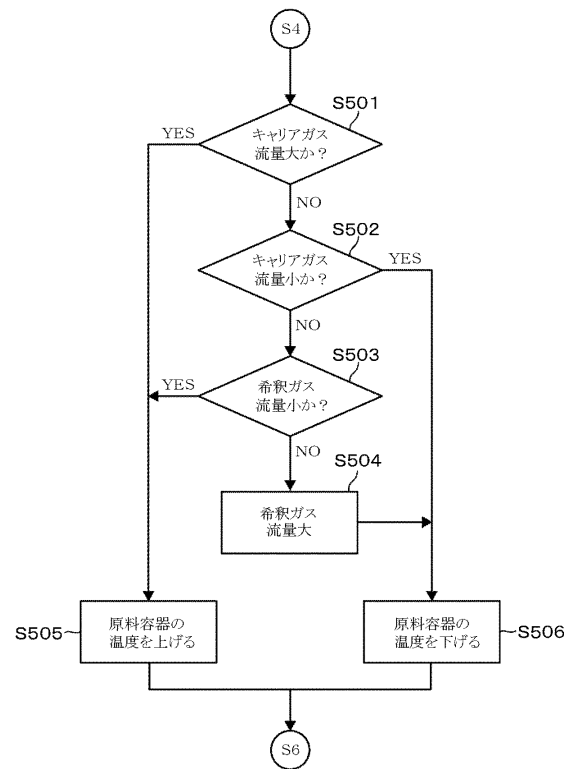 S4
S501
YES
キャリアガス
流量大か？
NO
S502
キャリアガス
流量小か？
YES
NO
S503
YES
希釈ガス
流量小か？
NO
S504
希釈ガス
流量大
S505
原料容器の
温度を上げる
原料容器の
温度を下げる
S506
S6